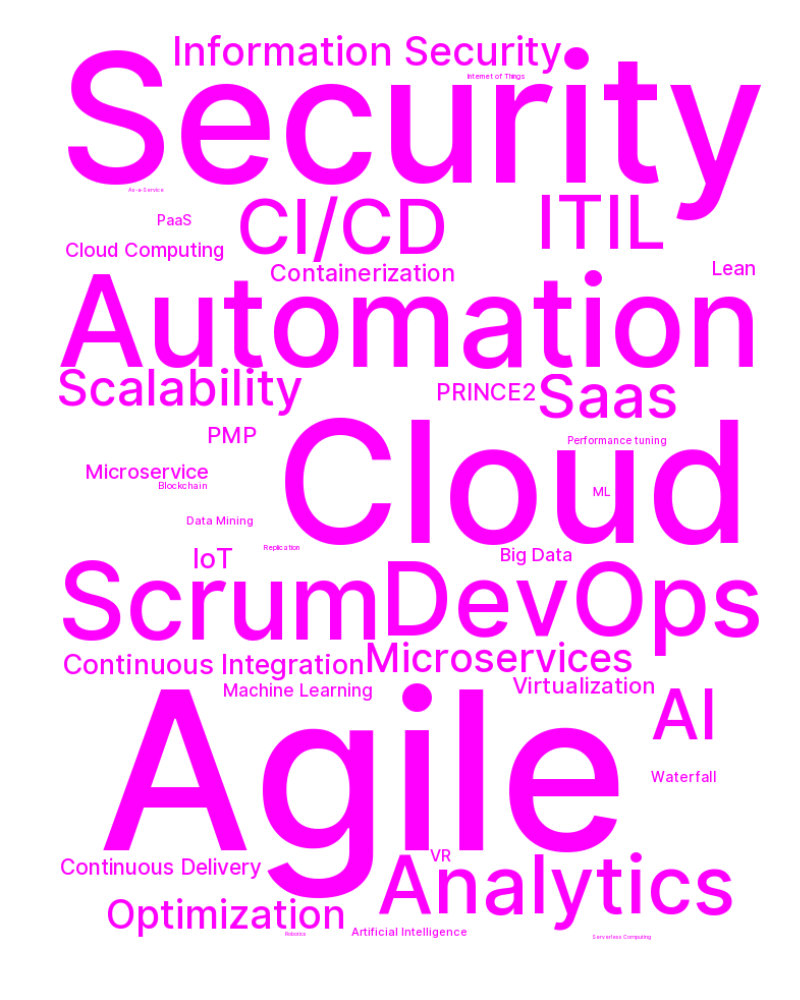 Information Security
Internet of Things
Security
As-a-Service
PaaS
CI/CD
ITIL
Cloud Computing
Containerization
Lean
Automation
Scalability
PRINCE2
Saas
PMP
Performance tuning
Cloud
Microservice
Blockchain
ML
Data Mining
Replication
IoT
Big Data
Scrum
DevOps
Continuous Integration
Microservices
Machine Learning
Virtualization
AI
Agile
Waterfall
VR
Continuous Delivery
Analytics
Optimization
Artificial Intelligence
Robotics
Serverless Computing